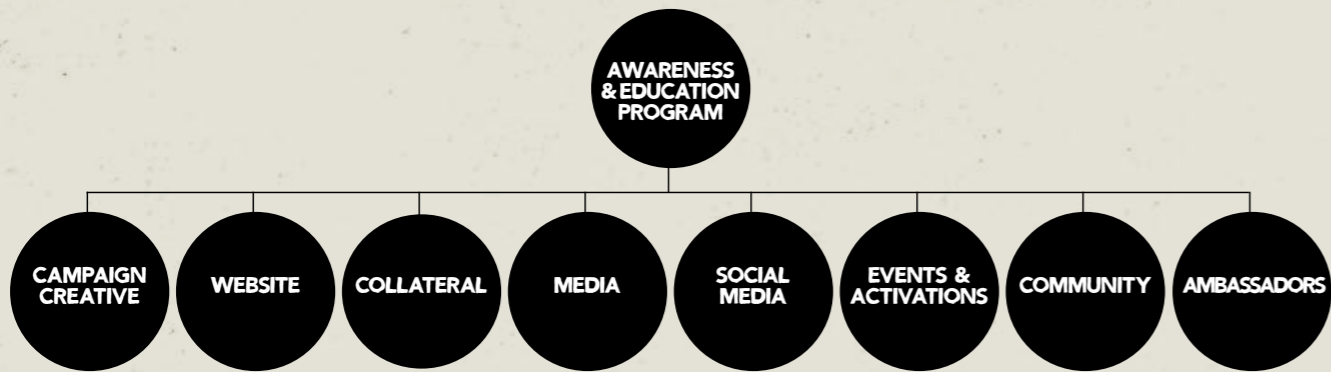 AWARENESS
& EDUCATION
PROGRAM
CAMPAIGN
CREATIVE
WEBSITE
COLLATERAL
MEDIA
SOCIAL
MEDIA
EVENTS &
ACTIVATIONS
COMMUNITY
AMBASSADORS